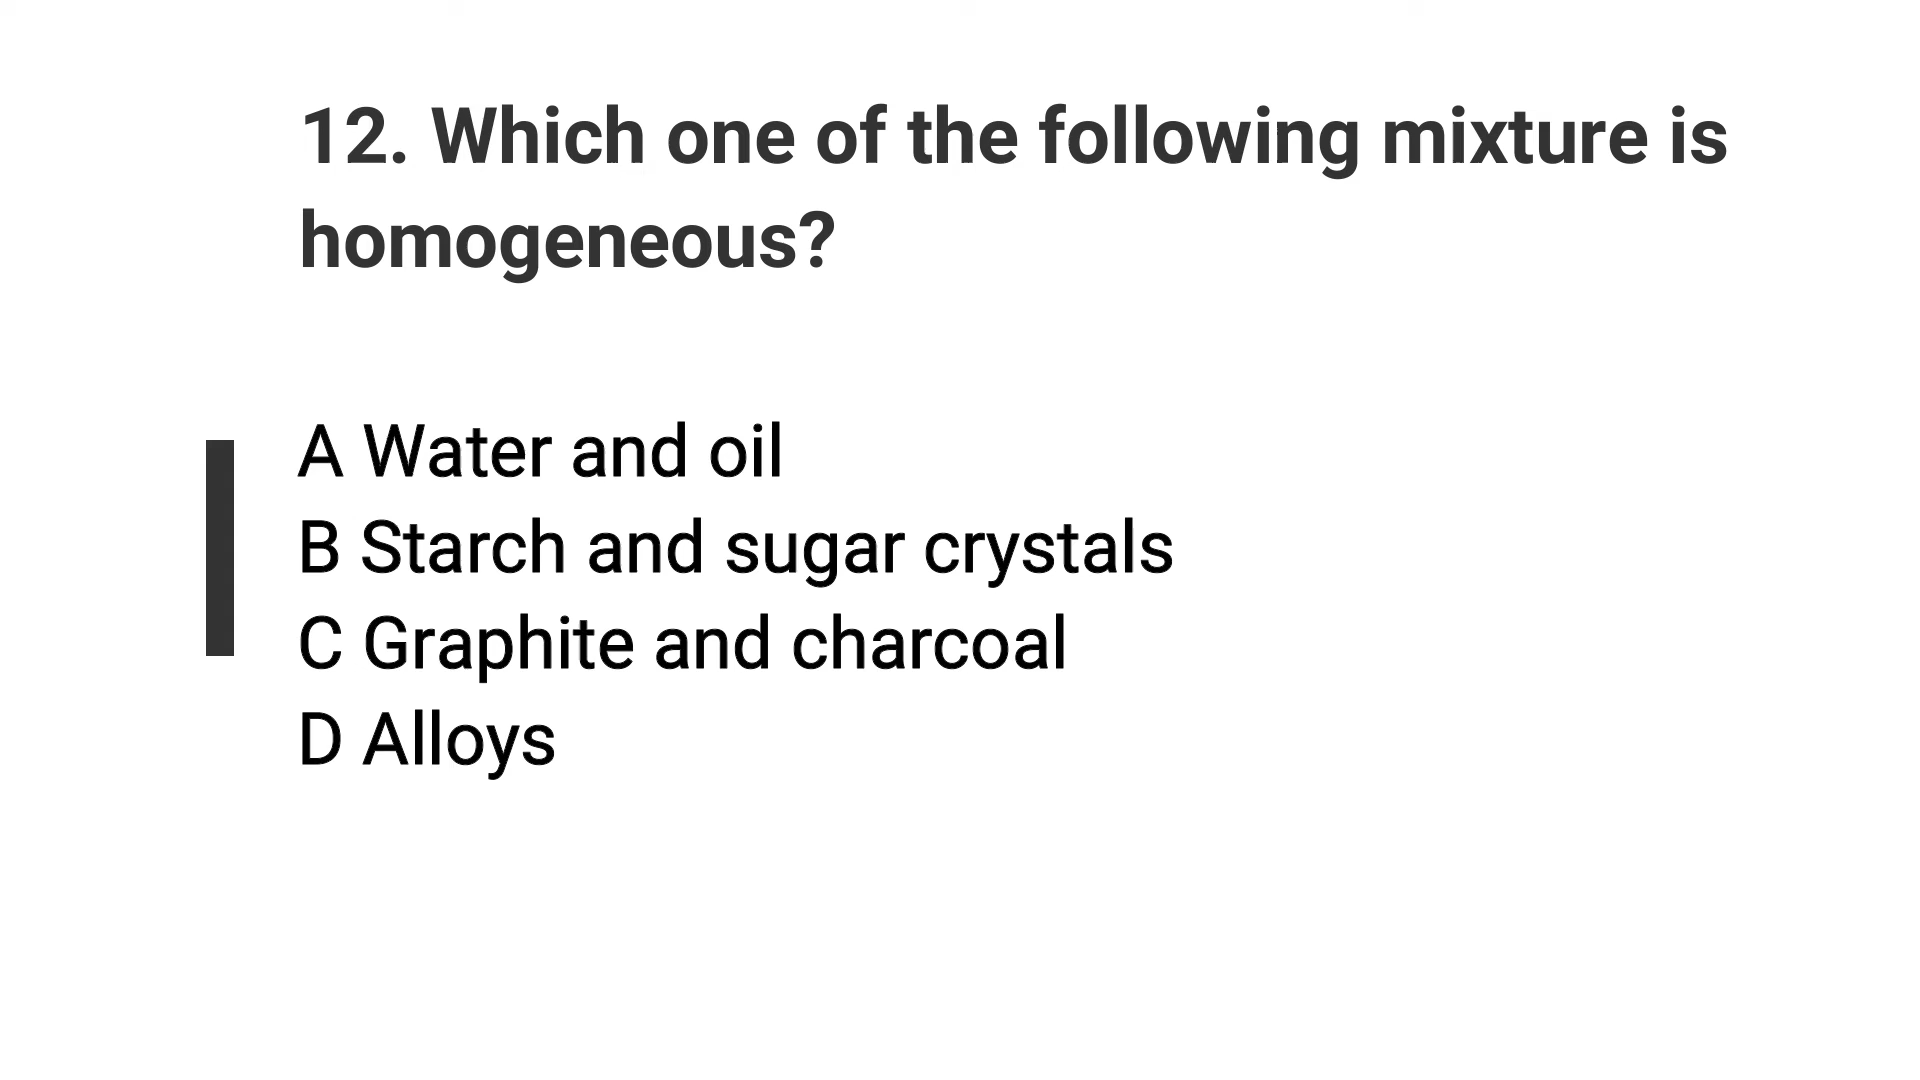 12. Which one of the following mixture is
homogeneous?
A Water and oil
B Starch and sugar crystals
C Graphite and charcoal
D Alloys